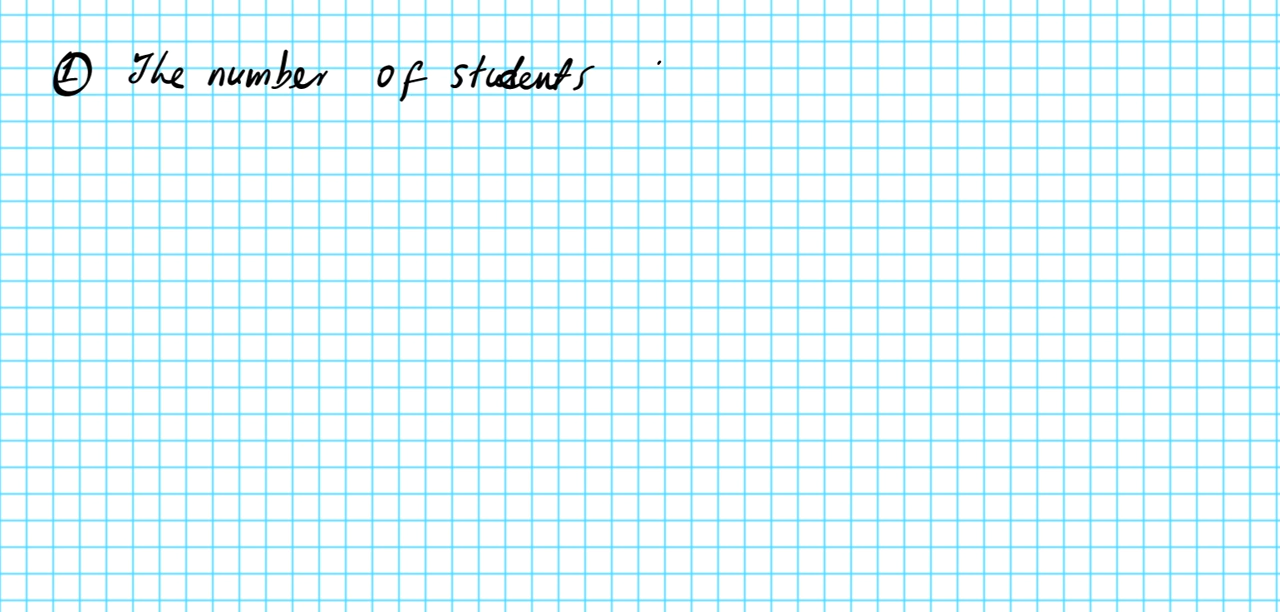 ① The number of students